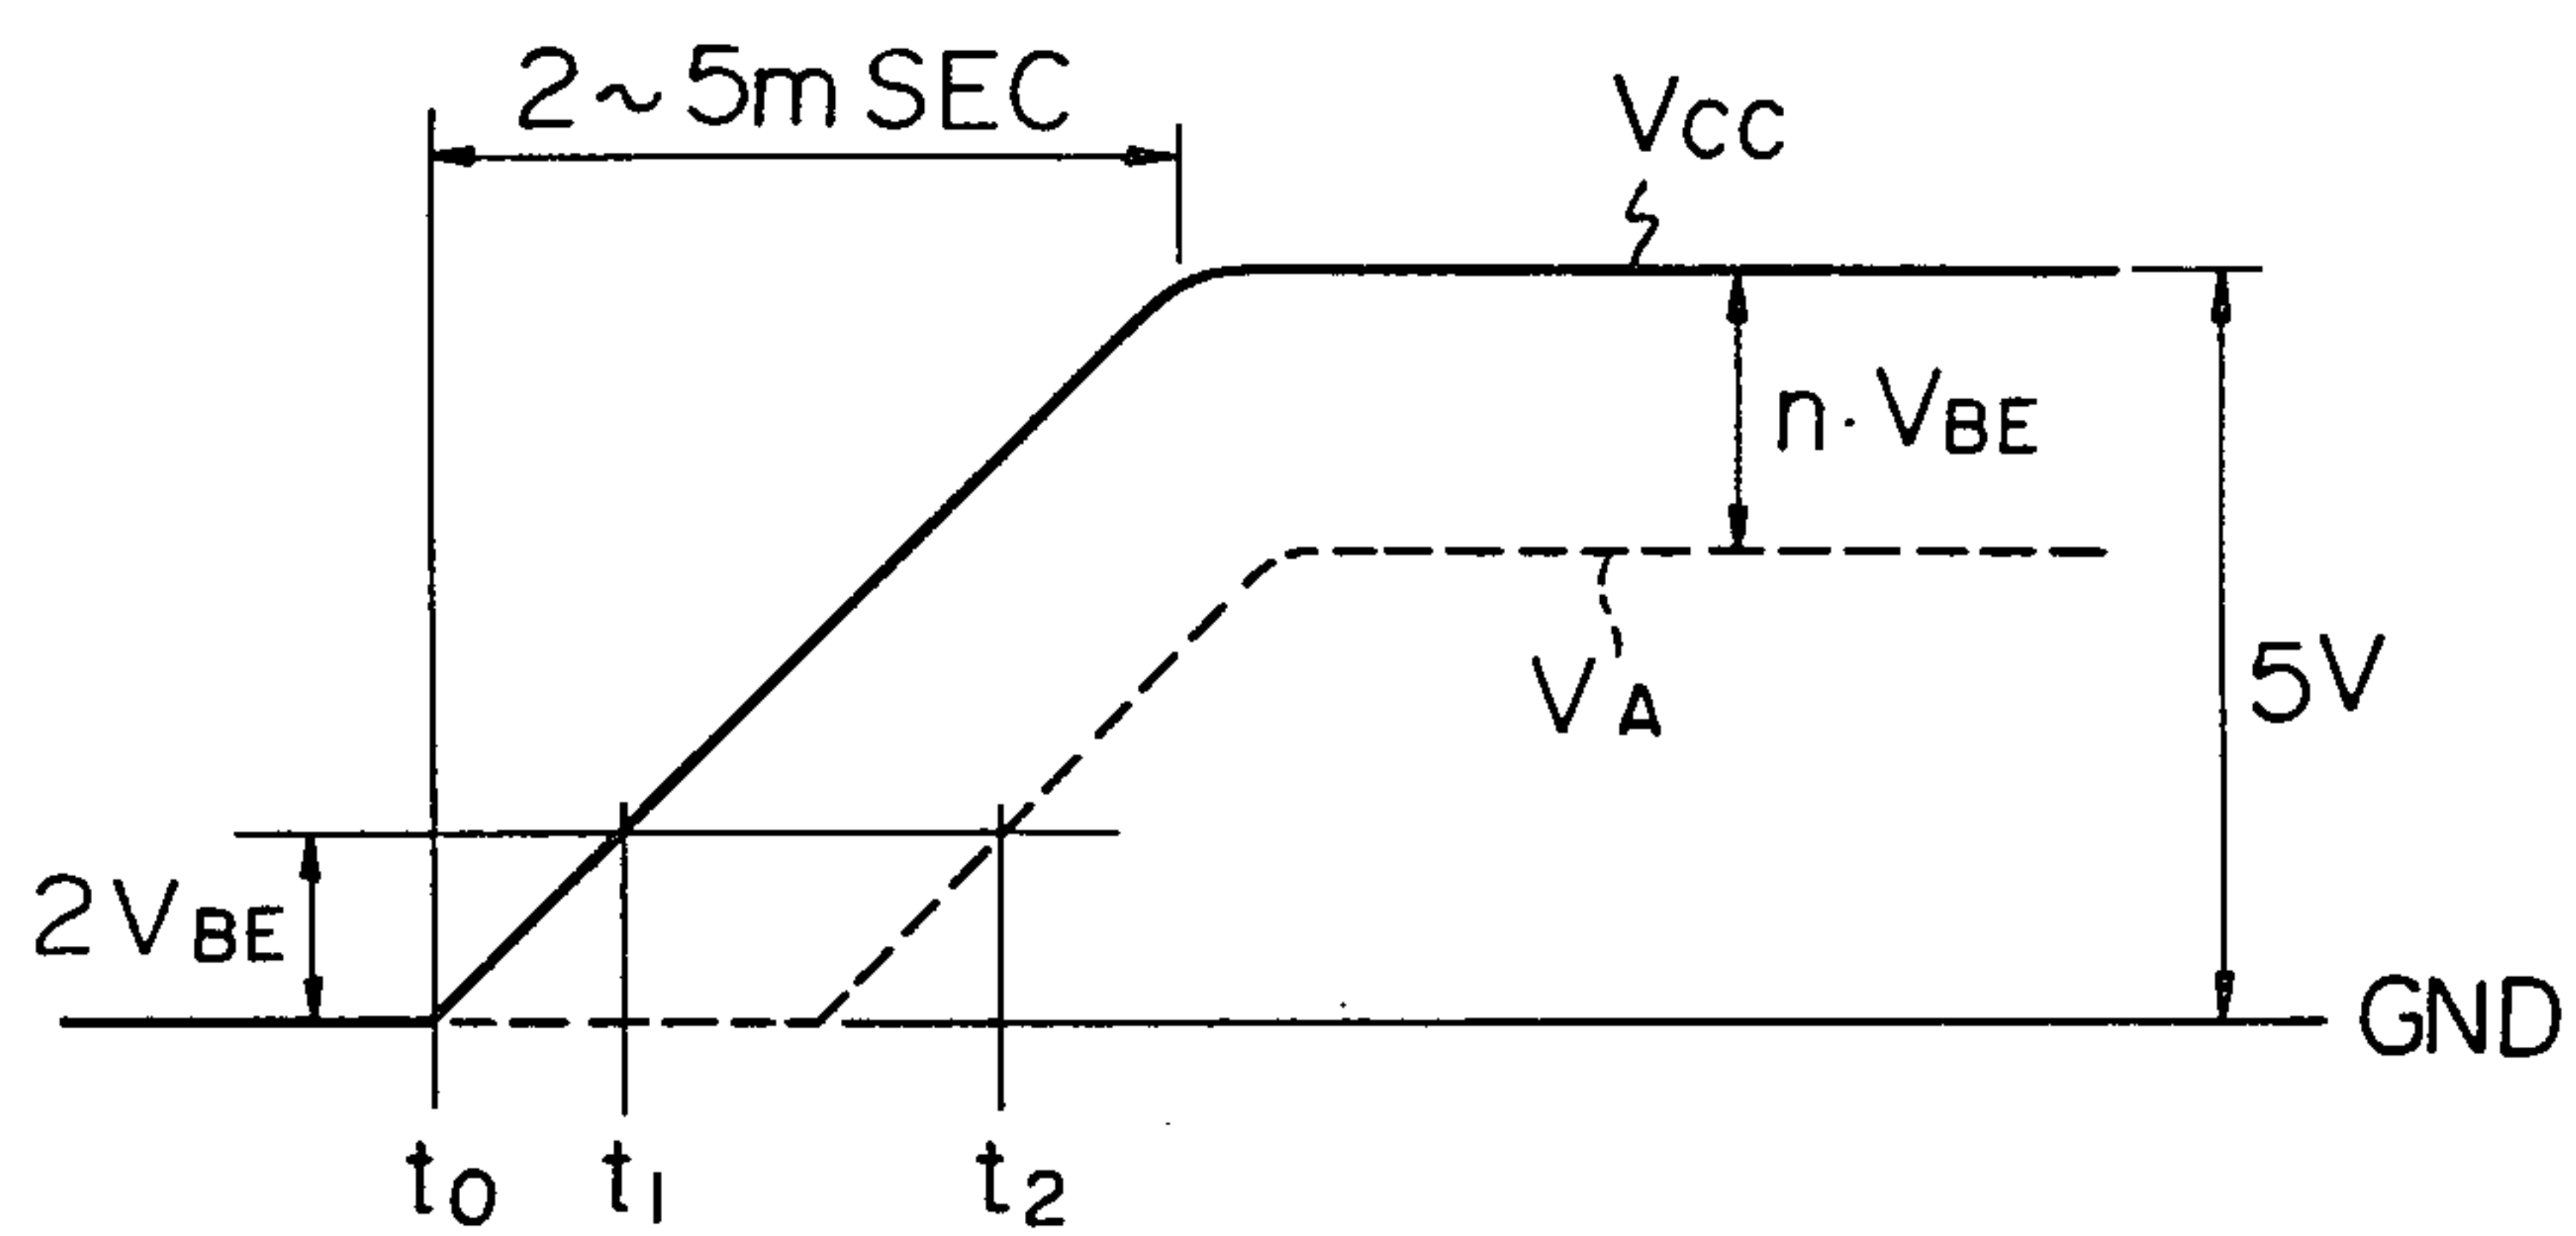 2~5m SEC
VCC
n·VBE
VA
5V
2VBE
GND
t0 t1 t2